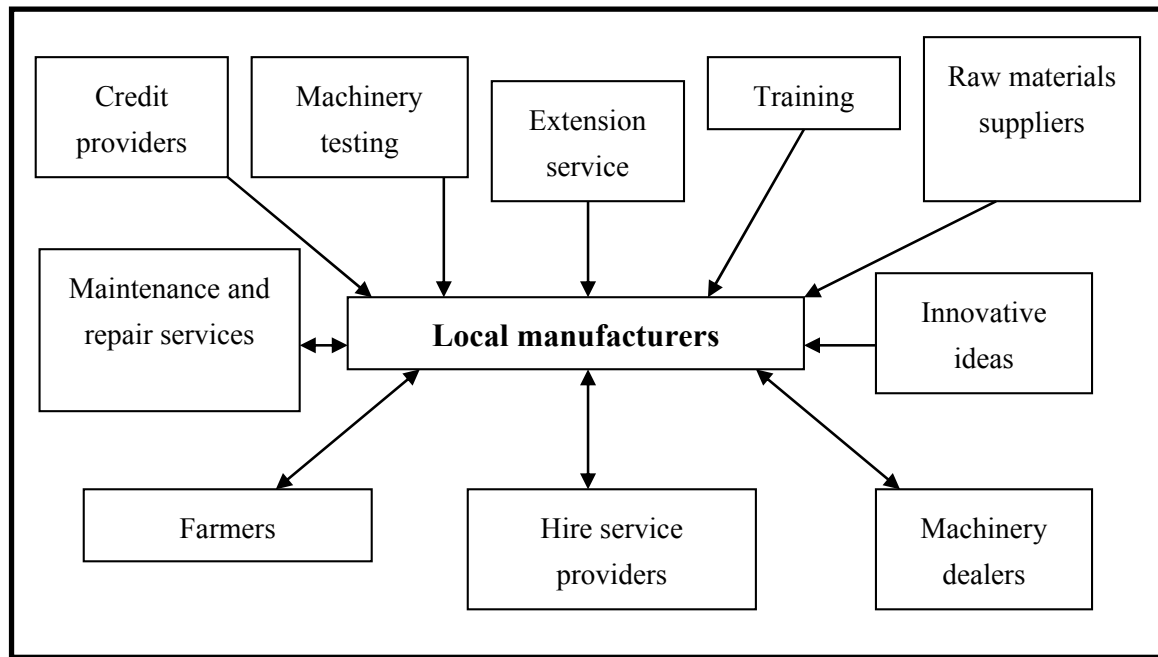 Credit
providers
Machinery
testing
Extension
service
Training
Raw materials
suppliers
Maintenance and
repair services
Local manufacturers
Innovative
ideas
Farmers
Hire service
providers
Machinery
dealers